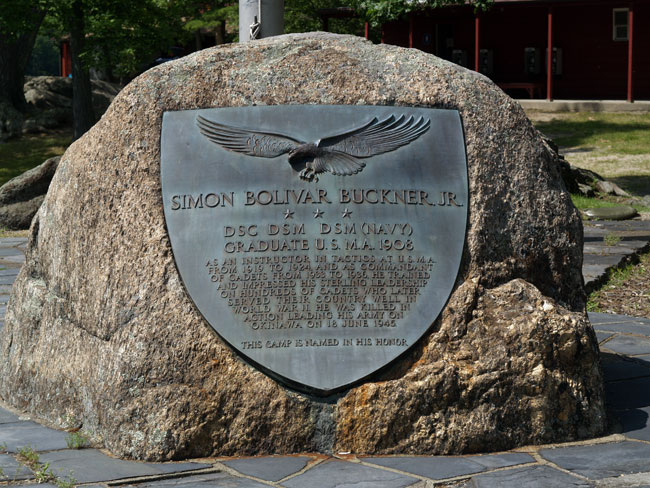 SIMON BOLIVAR BUCKNER, JR.
★ ★ ★
DSC DSM DSM (NAVY)
GRADUATE U.S.M.A. 1908
AS AN INSTRUCTOR IN TACTICS AT U.S.M.A.
FROM 1919 TO 1924, AND AS COMMANDANT
OF CADETS FROM 1933 TO 1936, HE TRAINED
AND IMPRESSED HIS STERLING LEADERSHIP
ON HUNDREDS OF CADETS WHO LATER
SERVED THEIR COUNTRY WELL IN
WORLD WAR II. HE WAS KILLED IN
ACTION LEADING HIS ARMY ON
OKINAWA ON 18 JUNE 1945
THIS CAMP IS NAMED IN HIS HONOR